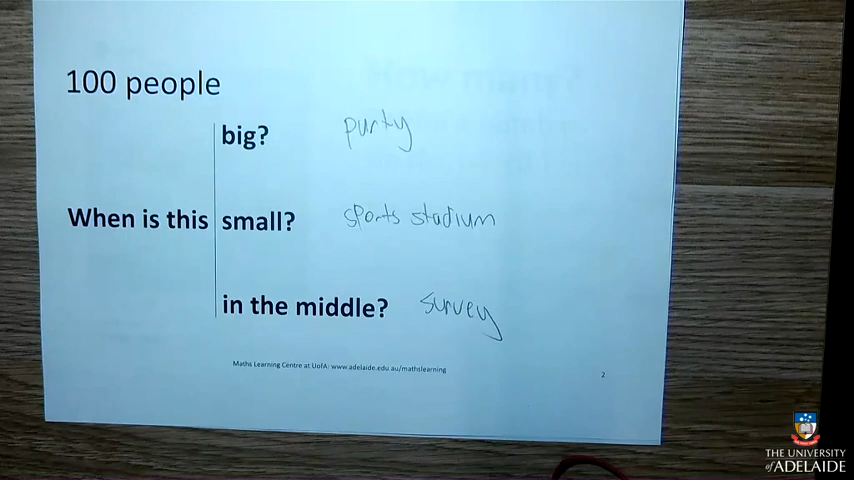 100 people
big? party
When is this small? sports stadium
in the middle? survey
Maths Learning Centre at UofA: www.adelaide.edu.au/mathslearning
2
THE UNIVERSITY
of ADELAIDE